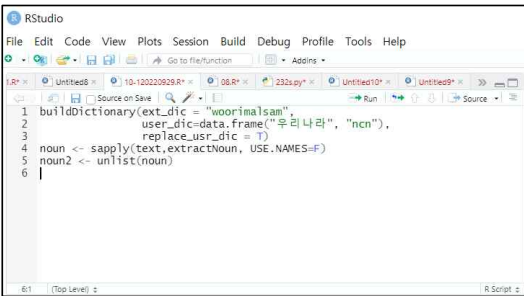 RStudio
File Edit Code View Plots Session Build Debug Profile Tools Help
Go to file/function Addins
1.R* Untitled8 10-120220929.R* 08.R* 232s.py* Untitled10* Untitled9*
Source on Save Run Source
1 buildDictionary(ext_dic = "woorimalsam",
2 user_dic=data.frame("우리나라", "ncn"),
3 replace_usr_dic = T)
4 noun <- sapply(text,extractNoun, USE.NAMES=F)
5 noun2 <- unlist(noun)
6
6:1 (Top Level) R Script